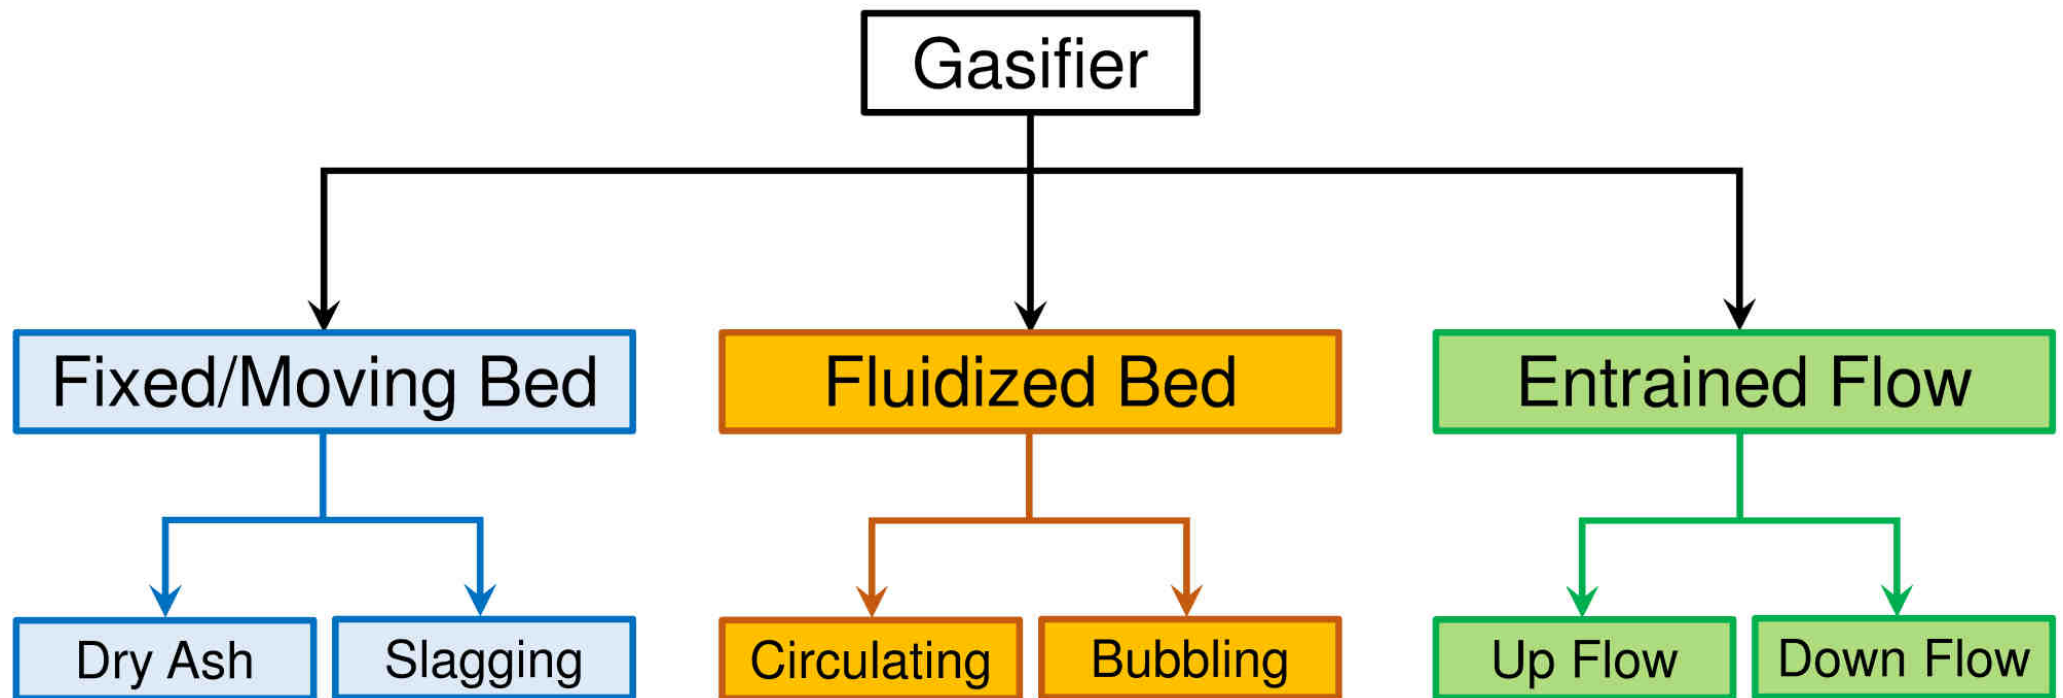 Gasifier
Fixed/Moving Bed
Fluidized Bed
Entrained Flow
Dry Ash
Slagging
Circulating
Bubbling
Up Flow
Down Flow